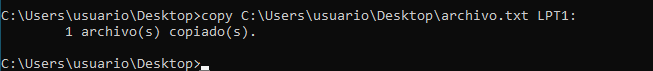 C:\Users\usuario\Desktop>copy C:\Users\usuario\Desktop\archivo.txt LPT1:
        1 archivo(s) copiado(s).
C:\Users\usuario\Desktop>